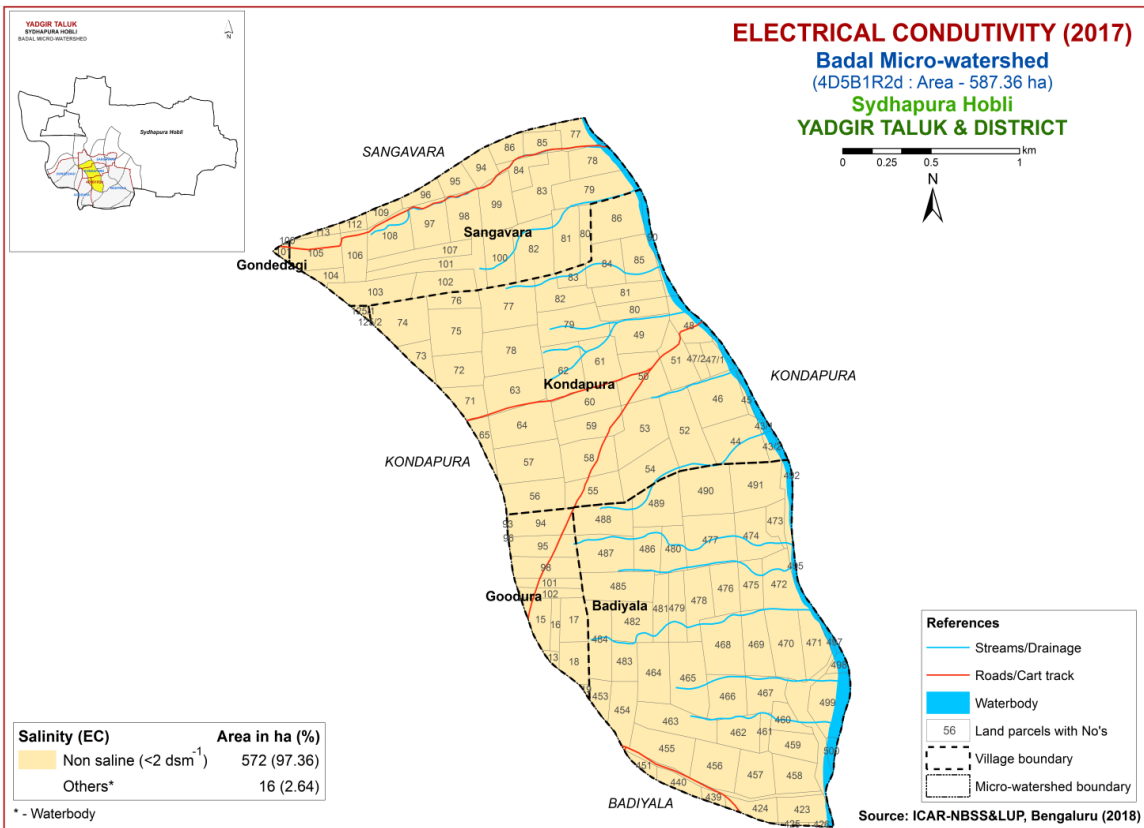 YADGIR TALUK
SYDHAPURA HOBLI
BADAL MICRO-WATERSHED
N
Sydhapura Hobli
ELECTRICAL CONDUTIVITY (2017)
Badal Micro-watershed
(4D5B1R2d : Area - 587.36 ha)
Sydhapura Hobli
YADGIR TALUK & DISTRICT
0 0.25 0.5 1 km
N
SANGAVARA
77
86 85
94 84 78
95
96 83 79
109 99
112 97 98 86
113 108 Sangavara 80
105 106 107 100 82 81
Gondedagi 101
104 102 84 85
103 83
76 77 82 81
74 75 79 80
48
49
73 78 61 51 47/2 47/1
72 62 50 KONDAPURA
63 Kondapura
71 60 46
64 59 53 52
65 44
KONDAPURA 57 58
54
56 55 492
490 491
489
93 94 488 473
98 95 487 486 480 477 474
98
101 485 476 475 472
102
Goodura Badiyala 481 479 478
15 16 17 482
484 468 469 470 471
13 18 483 464 465
466 467 499
453 454 463 460
462 461 459
455
451 456 457 458
440
439 424 423
BADIYALA
Salinity (EC) Area in ha (%)
Non saline (<2 dsm-1) 572 (97.36)
Others* 16 (2.64)
* - Waterbody
References
Streams/Drainage
Roads/Cart track
Waterbody
56 Land parcels with No's
Village boundary
Micro-watershed boundary
Source: ICAR-NBSS&LUP, Bengaluru (2018)